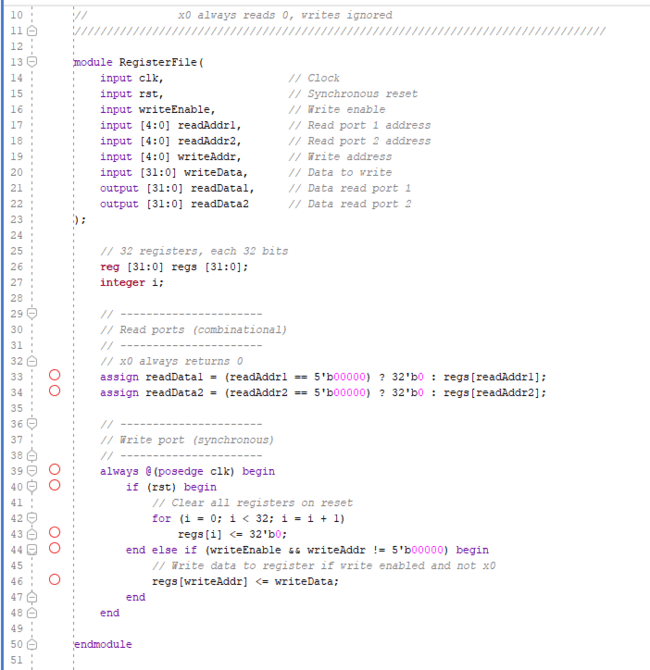 10 //              x0 always reads 0, writes ignored
11 //////////////////////////////////////////////////////////////////////////////////
12
13 module RegisterFile(
14     input clk,                   // Clock
15     input rst,                   // Synchronous reset
16     input writeEnable,           // Write enable
17     input [4:0] readAddr1,       // Read port 1 address
18     input [4:0] readAddr2,       // Read port 2 address
19     input [4:0] writeAddr,       // Write address
20     input [31:0] writeData,      // Data to write
21     output [31:0] readData1,     // Data read port 1
22     output [31:0] readData2      // Data read port 2
23 );
24
25     // 32 registers, each 32 bits
26     reg [31:0] regs [31:0];
27     integer i;
28
29     // ----------------------
30     // Read ports (combinational)
31     // ----------------------
32     // x0 always returns 0
33     assign readData1 = (readAddr1 == 5'b00000) ? 32'b0 : regs[readAddr1];
34     assign readData2 = (readAddr2 == 5'b00000) ? 32'b0 : regs[readAddr2];
35
36     // ----------------------
37     // Write port (synchronous)
38     // ----------------------
39     always @(posedge clk) begin
40         if (rst) begin
41             // Clear all registers on reset
42             for (i = 0; i < 32; i = i + 1)
43                 regs[i] <= 32'b0;
44         end else if (writeEnable && writeAddr != 5'b00000) begin
45             // Write data to register if write enabled and not x0
46             regs[writeAddr] <= writeData;
47         end
48     end
49
50 endmodule
51